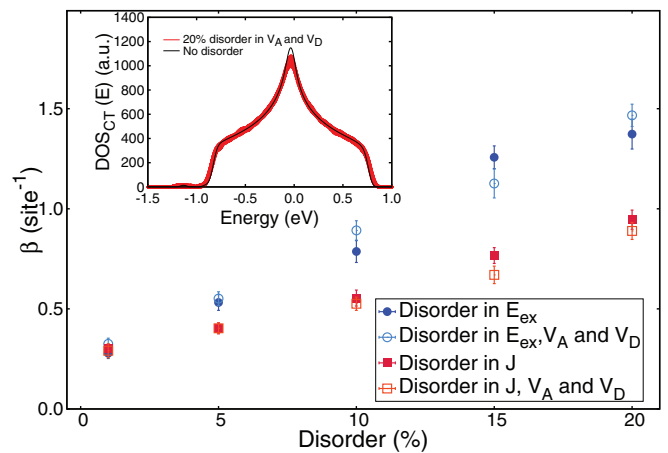 20% disorder in V_A and V_D
No disorder
DOS_CT (E) (a.u.)
1400
1200
1000
800
600
400
200
0
-1.5 -1.0 -0.5 0.0 0.5 1.0
Energy (eV)
β (site⁻¹)
1.5
1.0
0.5
0.0
Disorder in E_ex
Disorder in E_ex,V_A and V_D
Disorder in J
Disorder in J, V_A and V_D
0 5 10 15 20
Disorder (%)